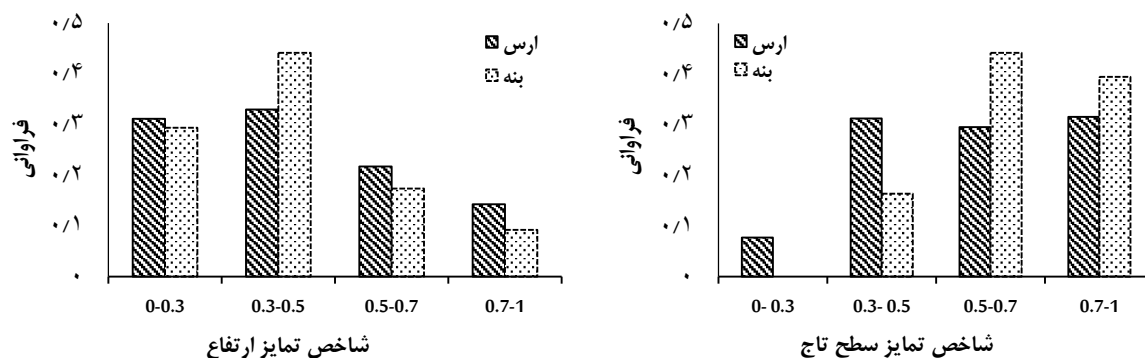 ۰/۵
۰/۴
۰/۳
۰/۲
۰/۱
۰
فراوانی
ارس
بنه
0-0.3 0.3-0.5 0.5-0.7 0.7-1
شاخص تمایز ارتفاع
۰/۵
۰/۴
۰/۳
۰/۲
۰/۱
۰
فراوانی
ارس
بنه
0- 0.3 0.3- 0.5 0.5-0.7 0.7-1
شاخص تمایز سطح تاج